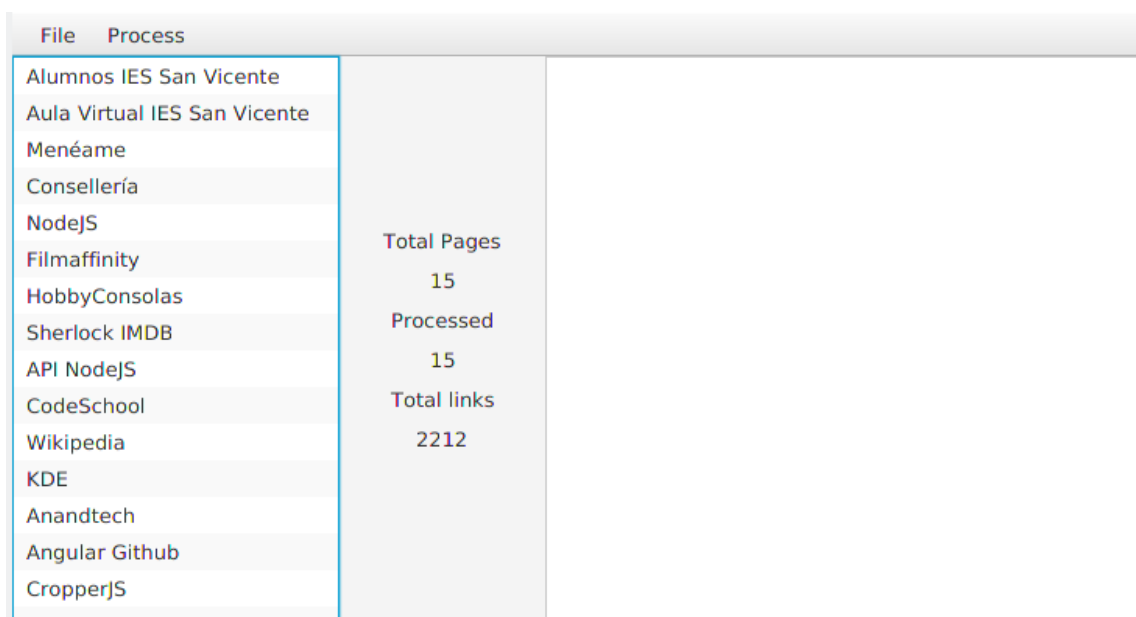 File Process
Alumnos IES San Vicente
Aula Virtual IES San Vicente
Menéame
Consellería
NodeJS
Filmaffinity
HobbyConsolas
Sherlock IMDB
API NodeJS
CodeSchool
Wikipedia
KDE
Anandtech
Angular Github
CropperJS
Total Pages
15
Processed
15
Total links
2212